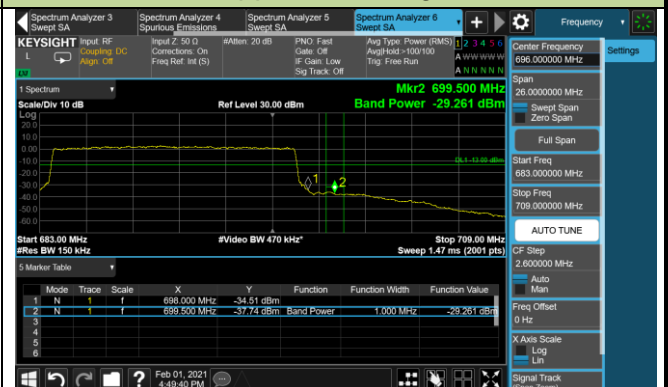 Spectrum Analyzer 3
Swept SA
Spectrum Analyzer 4
Spurious Emissions
Spectrum Analyzer 5
Swept SA
Spectrum Analyzer 6
Swept SA
+
Frequency
KEYSIGHT
L
Input: RF
Coupling: DC
Align: Off
Input Z: 50 Ω
Corrections: On
Freq Ref: Int (S)
#Atten: 20 dB
PNO: Fast
Gate: Off
IF Gain: Low
Sig Track: Off
Avg Type: Power (RMS)
Avg|Hold:>100/100
Trig: Free Run
1 2 3 4 5 6
A W W W W W
A N N N N N
Center Frequency
696.000000 MHz
Settings
Span
26.0000000 MHz
Swept Span
Zero Span
Full Span
Start Freq
683.000000 MHz
Stop Freq
709.000000 MHz
AUTO TUNE
CF Step
2.600000 MHz
Auto
Man
Freq Offset
0 Hz
X Axis Scale
Log
Lin
Signal Track
1 Spectrum
Scale/Div 10 dB
Ref Level 30.00 dBm
Mkr2 699.500 MHz
Band Power -29.261 dBm
Log
20.0
10.0
0.00
-10.0
-20.0
-30.0
-40.0
-50.0
-60.0
DL1 -13.00 dBm
1
2
Start 683.00 MHz
#Video BW 470 kHz*
Stop 709.00 MHz
#Res BW 150 kHz
Sweep 1.47 ms (2001 pts)
5 Marker Table
Mode Trace Scale X Y Function Function Width Function Value
1 N 1 f 698.000 MHz -34.51 dBm
2 N 1 f 699.500 MHz -37.74 dBm Band Power 1.000 MHz -29.261 dBm
3
4
5
6
?
Feb 01, 2021
4:49:40 PM